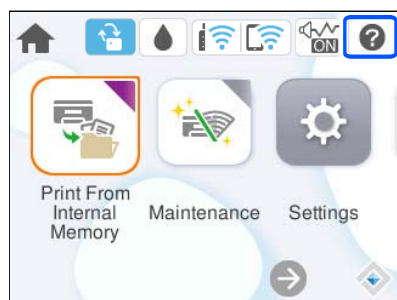 ON
?
Print From
Internal
Memory
Maintenance
Settings